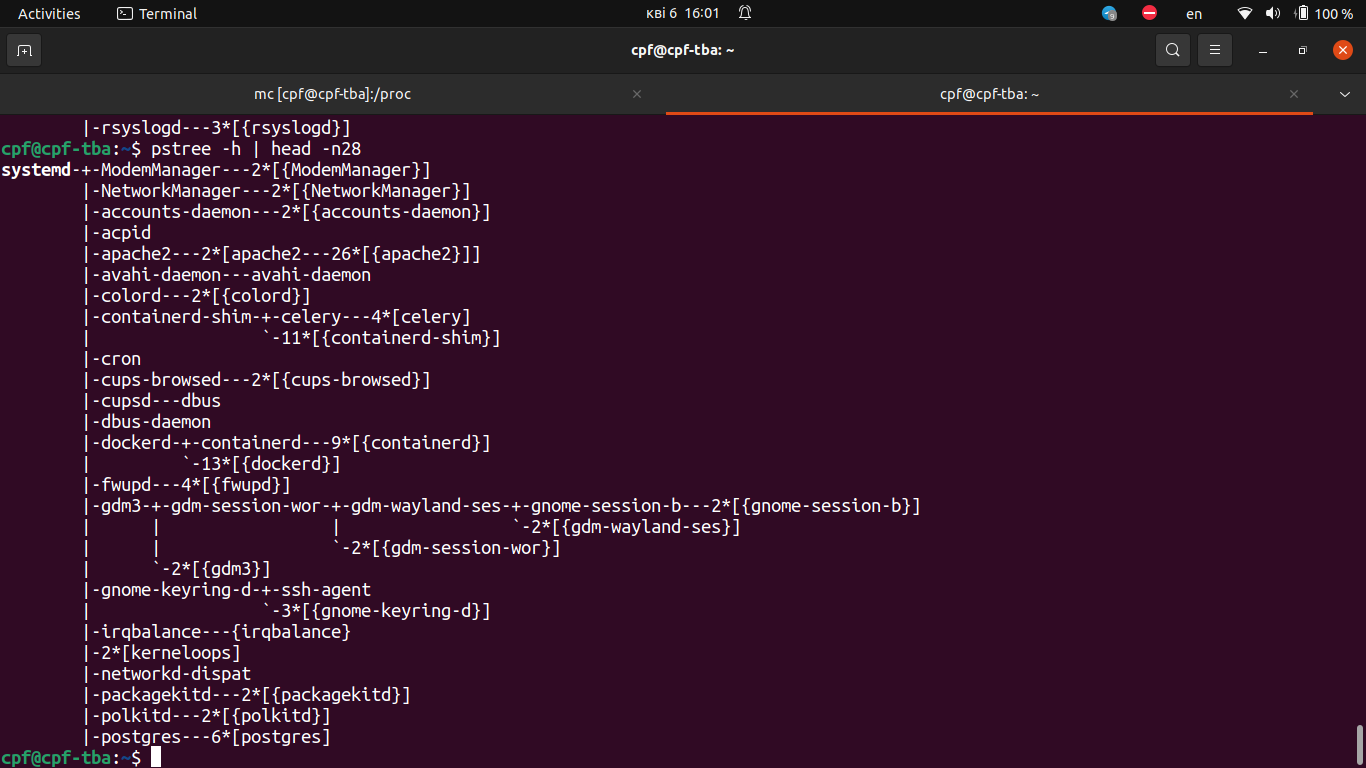 Activities Terminal кві 6 16:01 en 100 %
cpf@cpf-tba: ~
mc [cpf@cpf-tba]:/proc × cpf@cpf-tba: ~ ×
        |-rsyslogd---3*[{rsyslogd}]
cpf@cpf-tba:~$ pstree -h | head -n28
systemd-+-ModemManager---2*[{ModemManager}]
        |-NetworkManager---2*[{NetworkManager}]
        |-accounts-daemon---2*[{accounts-daemon}]
        |-acpid
        |-apache2---2*[apache2---26*[{apache2}]]
        |-avahi-daemon---avahi-daemon
        |-colord---2*[{colord}]
        |-containerd-shim-+-celery---4*[celery]
        |                 `-11*[{containerd-shim}]
        |-cron
        |-cups-browsed---2*[{cups-browsed}]
        |-cupsd---dbus
        |-dbus-daemon
        |-dockerd-+-containerd---9*[{containerd}]
        |         `-13*[{dockerd}]
        |-fwupd---4*[{fwupd}]
        |-gdm3-+-gdm-session-wor-+-gdm-wayland-ses-+-gnome-session-b---2*[{gnome-session-b}]
        |      |                 |                 `-2*[{gdm-wayland-ses}]
        |      |                 `-2*[{gdm-session-wor}]
        |      `-2*[{gdm3}]
        |-gnome-keyring-d-+-ssh-agent
        |                 `-3*[{gnome-keyring-d}]
        |-irqbalance---{irqbalance}
        |-2*[kerneloops]
        |-networkd-dispat
        |-packagekitd---2*[{packagekitd}]
        |-polkitd---2*[{polkitd}]
        |-postgres---6*[postgres]
cpf@cpf-tba:~$